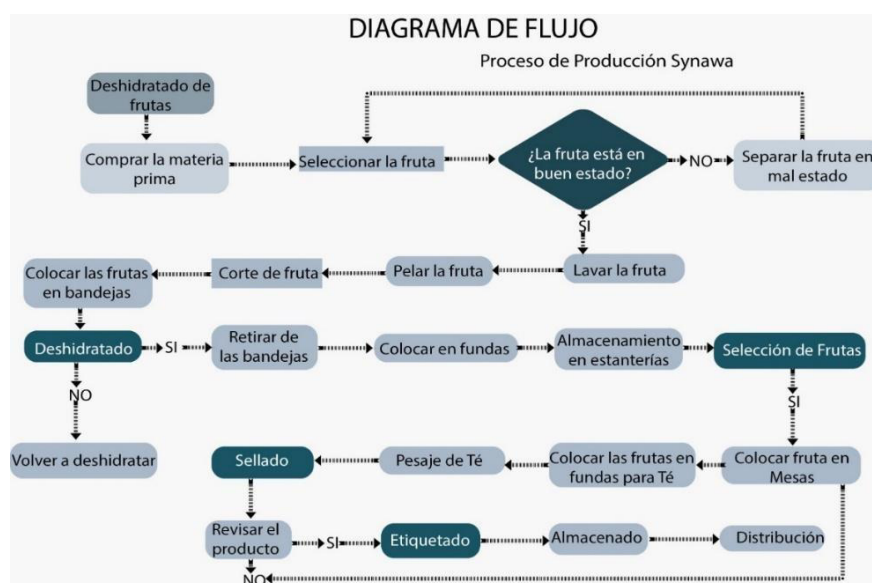 DIAGRAMA DE FLUJO
Proceso de Producción Synawa
Deshidratado de
frutas
Comprar la materia
prima
Seleccionar la fruta
¿La fruta está en
buen estado?
NO
Separar la fruta en
mal estado
SI
Lavar la fruta
Pelar la fruta
Corte de fruta
Colocar las frutas
en bandejas
Deshidratado
SI
Retirar de
las bandejas
Colocar en fundas
Almacenamiento
en estanterías
Selección de Frutas
NO
SI
Volver a deshidratar
Colocar fruta en
Mesas
Colocar las frutas en
fundas para Té
Pesaje de Té
Sellado
Revisar el
producto
SI
Etiquetado
Almacenado
Distribución
NO